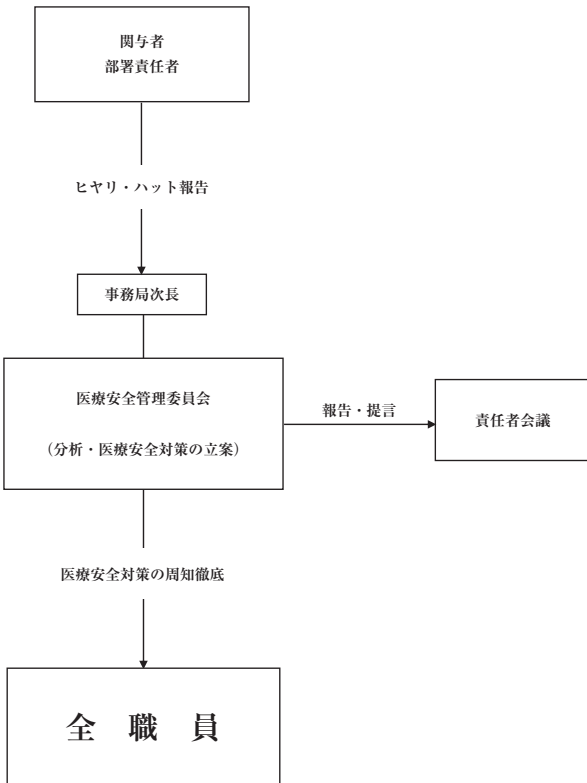 関与者
部署責任者
ヒヤリ・ハット報告
事務局次長
医療安全管理委員会
（分析・医療安全対策の立案）
報告・提言
責任者会議
医療安全対策の周知徹底
全 職 員